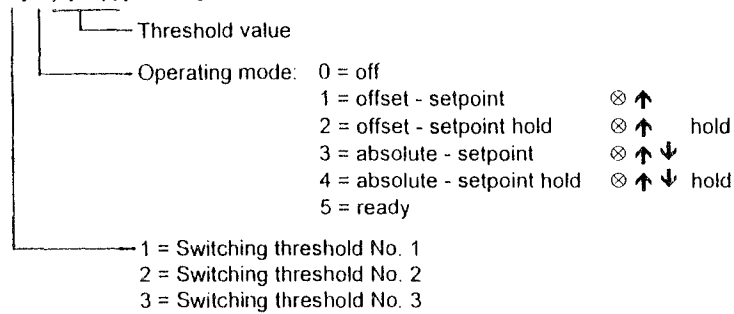 Threshold value
Operating mode: 0 = off
1 = offset - setpoint ⊗ ↑
2 = offset - setpoint hold ⊗ ↑ hold
3 = absolute - setpoint ⊗ ↑ ↓
4 = absolute - setpoint hold ⊗ ↑ ↓ hold
5 = ready
1 = Switching threshold No. 1
2 = Switching threshold No. 2
3 = Switching threshold No. 3